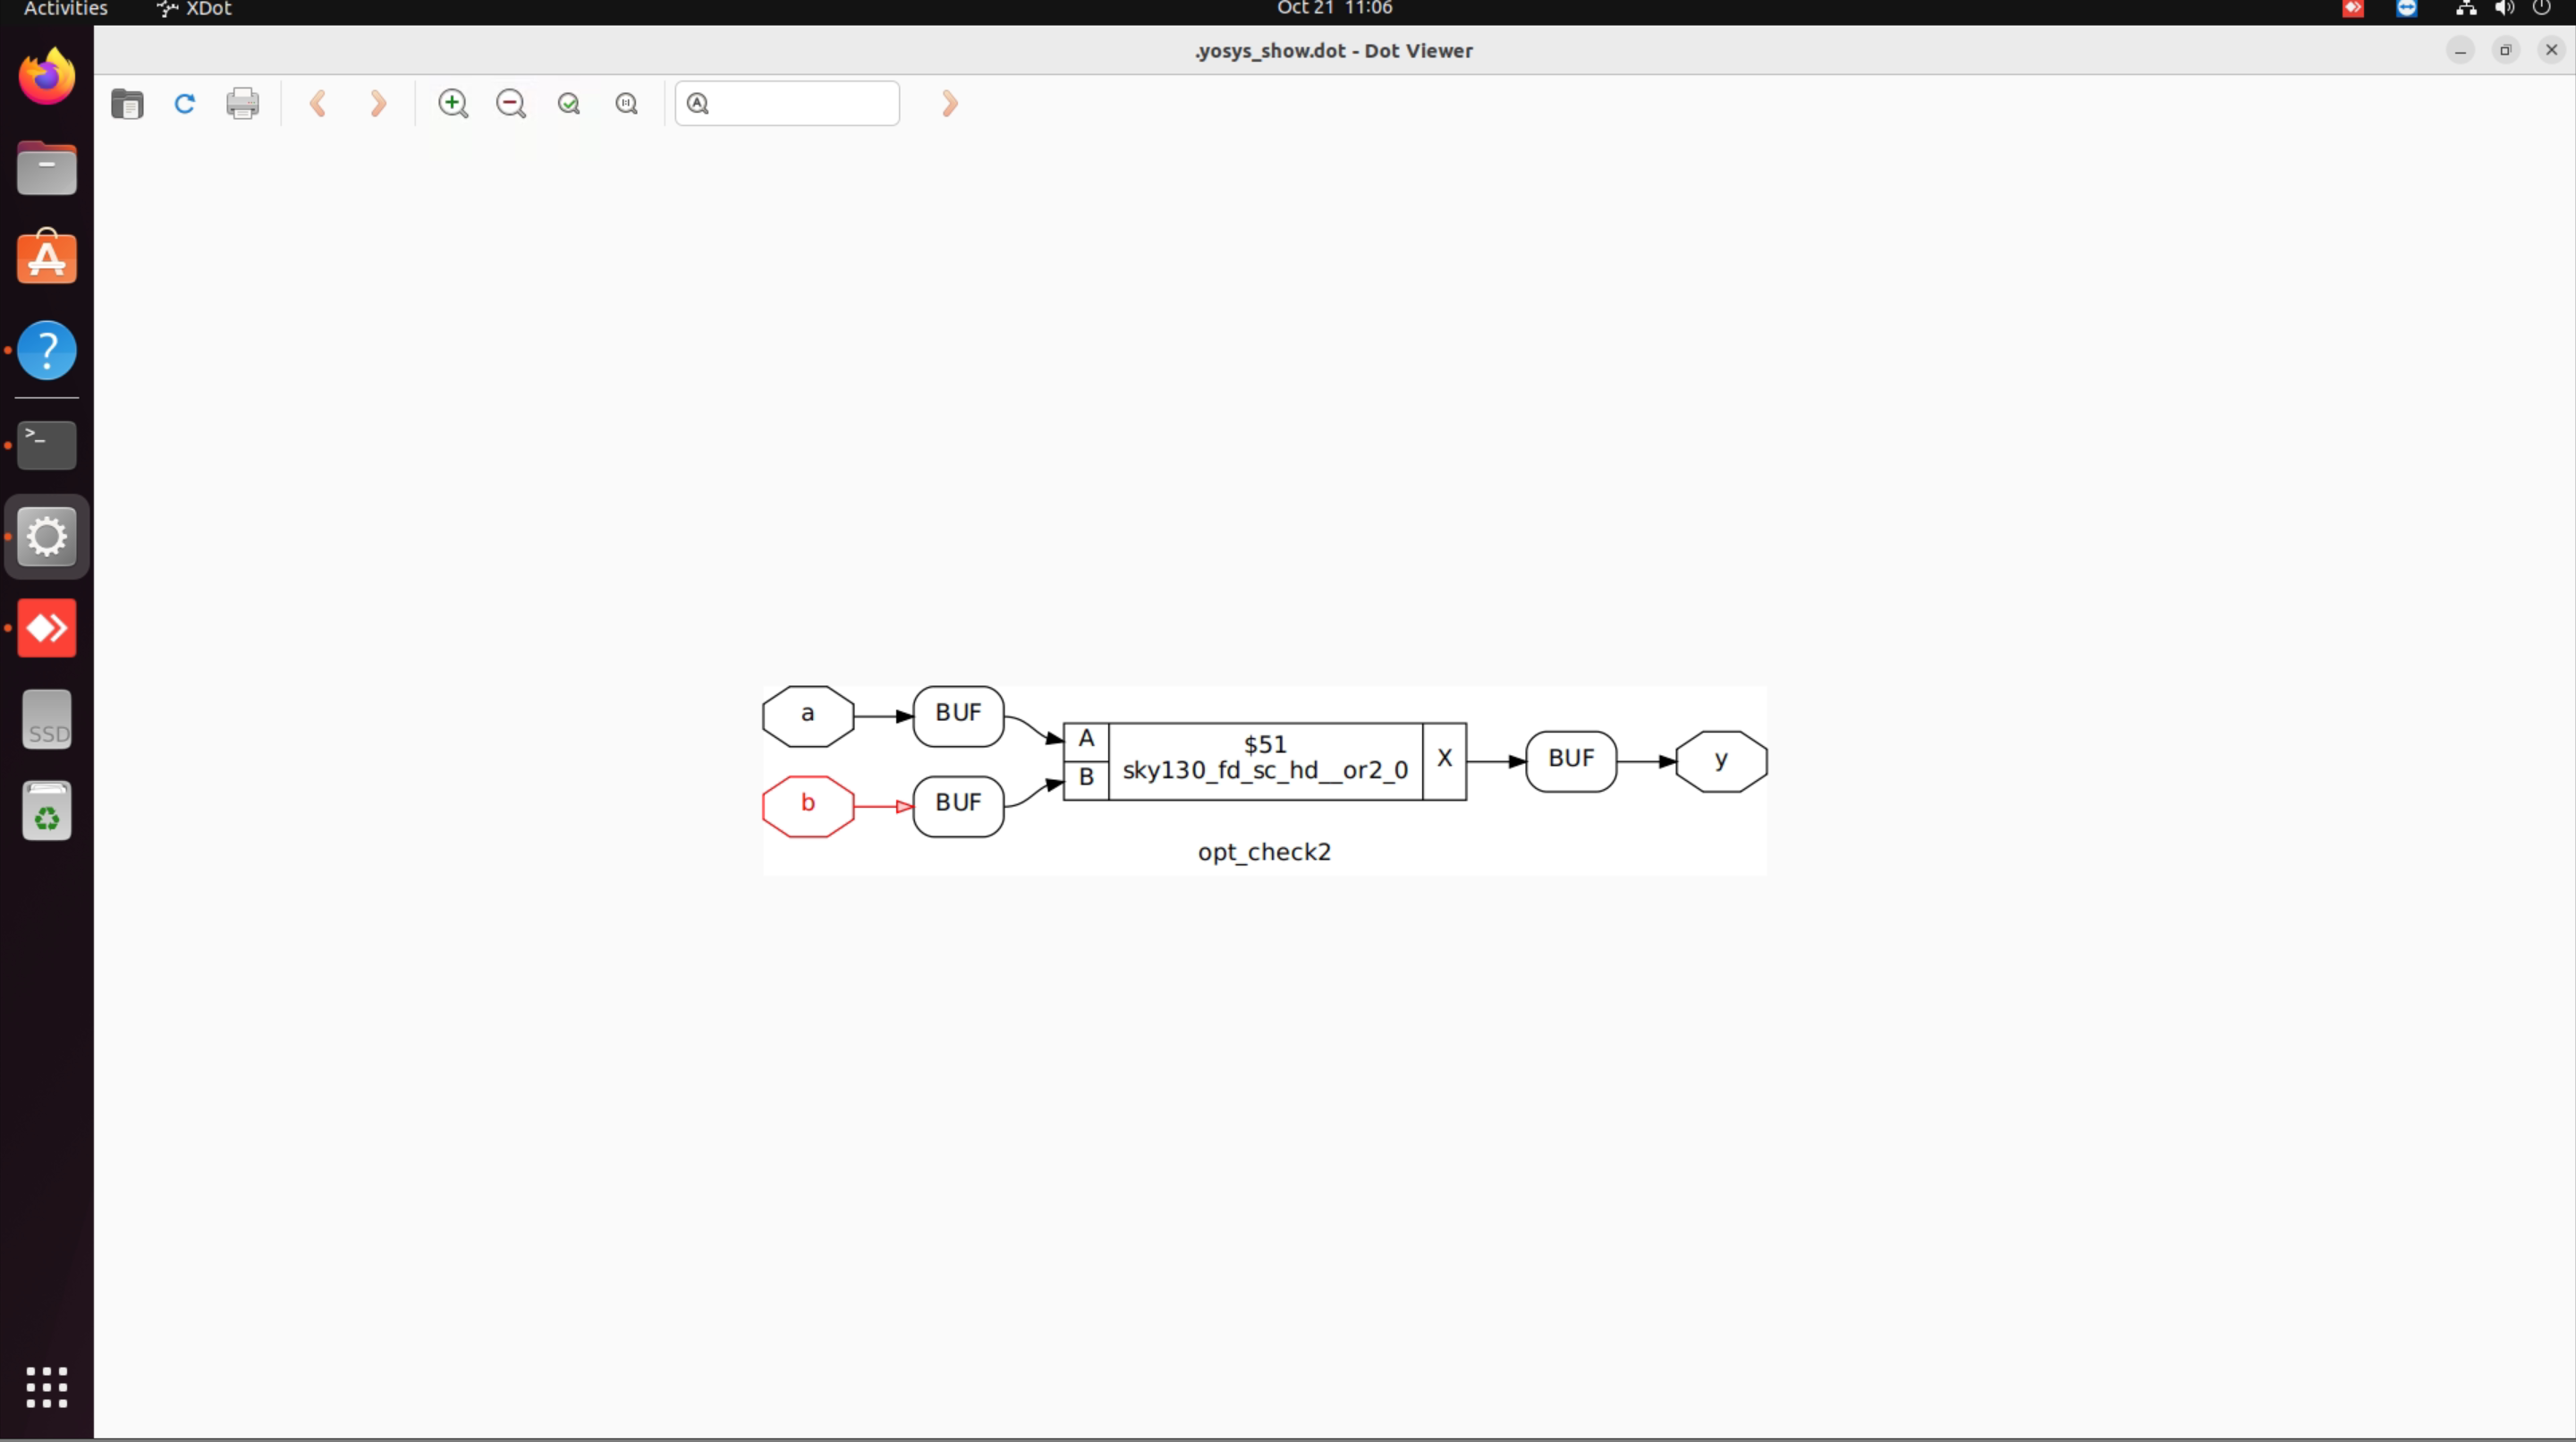 Activities
XDot
Oct 21 11:06
.yosys_show.dot - Dot Viewer
SSD
a
BUF
b
BUF
A
B
$51
sky130_fd_sc_hd__or2_0
X
BUF
y
opt_check2